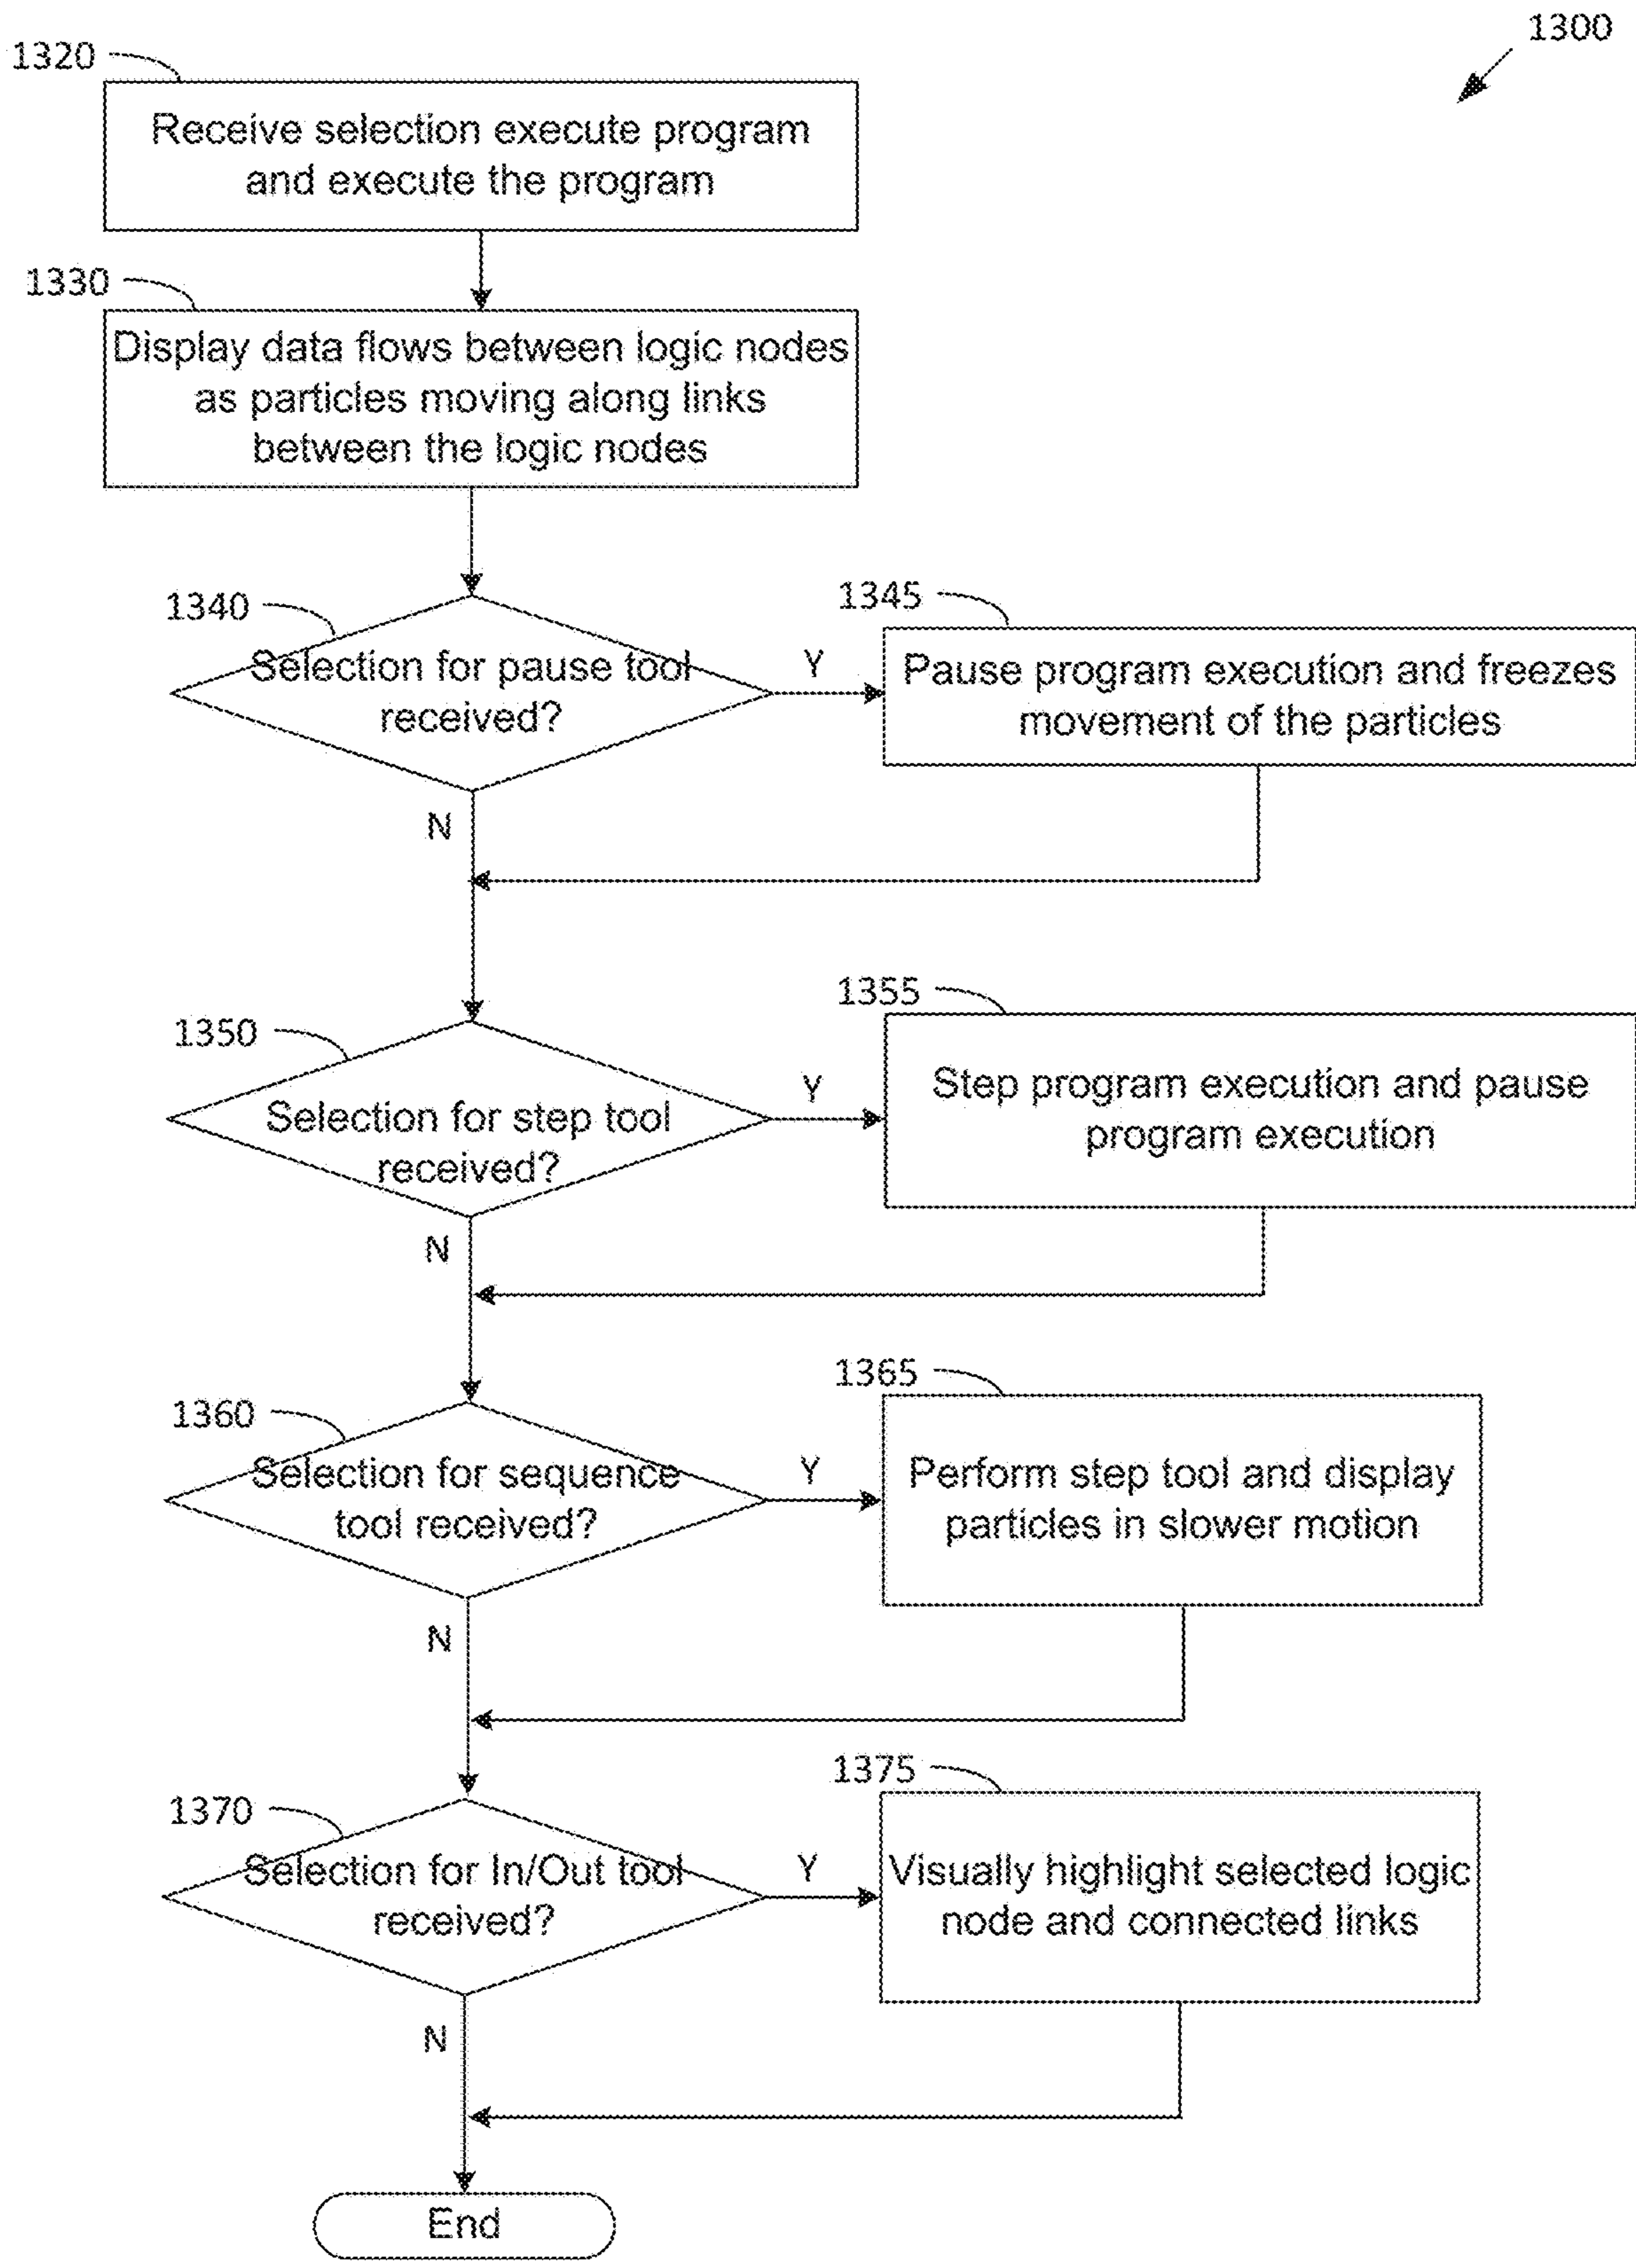 1300
1320
Receive selection execute program
and execute the program
1330
Display data flows between logic nodes
as particles moving along links
between the logic nodes
1340
Selection for pause tool
received?
Y
N
1345
Pause program execution and freezes
movement of the particles
1350
Selection for step tool
received?
Y
N
1355
Step program execution and pause
program execution
1360
Selection for sequence
tool received?
Y
N
1365
Perform step tool and display
particles in slower motion
1370
Selection for In/Out tool
received?
Y
N
1375
Visually highlight selected logic
node and connected links
End